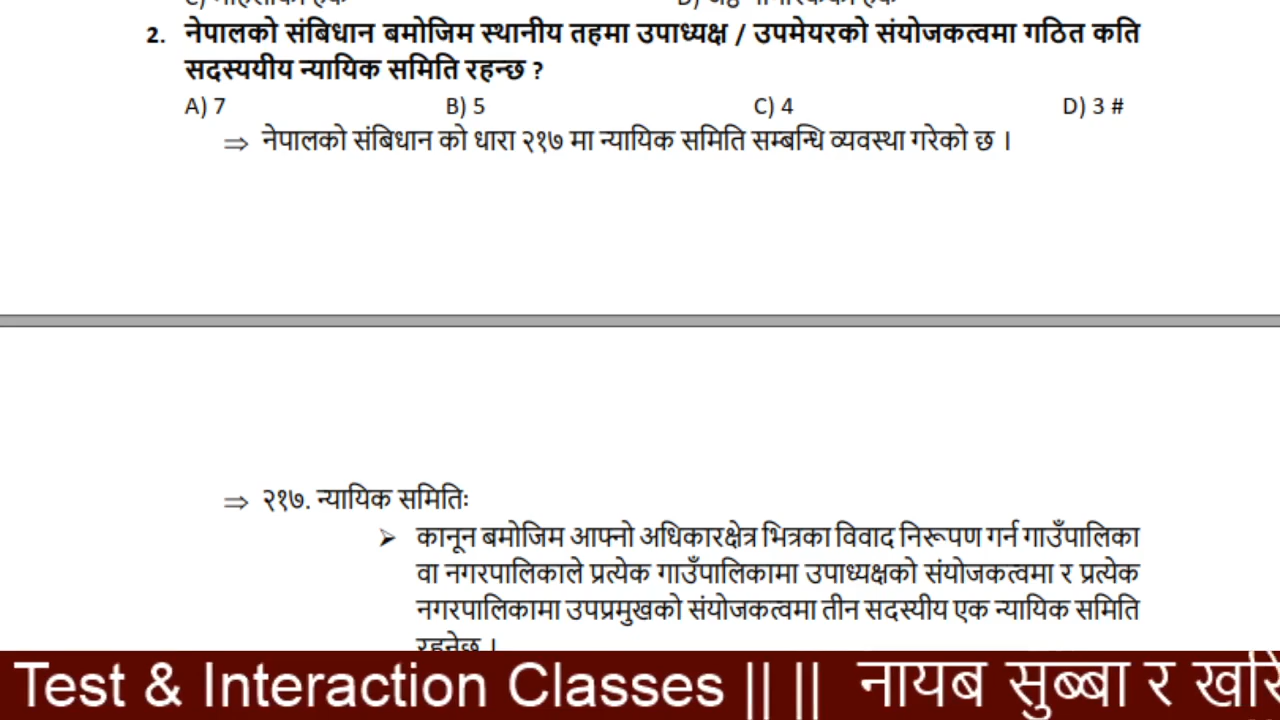 2. नेपालको संबिधान बमोजिम स्थानीय तहमा उपाध्यक्ष / उपमेयरको संयोजकत्वमा गठित कति
सदस्ययीय न्यायिक समिति रहन्छ ?
A) 7 B) 5 C) 4 D) 3 #
⇒ नेपालको संबिधान को धारा २१७ मा न्यायिक समिति सम्बन्धि व्यवस्था गरेको छ ।
⇒ २१७. न्यायिक समितिः
➢ कानून बमोजिम आफ्नो अधिकारक्षेत्र भित्रका विवाद निरूपण गर्न गाउँपालिका
वा नगरपालिकाले प्रत्येक गाउँपालिकामा उपाध्यक्षको संयोजकत्वमा र प्रत्येक
नगरपालिकामा उपप्रमुखको संयोजकत्वमा तीन सदस्यीय एक न्यायिक समिति
रहनेछ ।
Test & Interaction Classes || || नायब सुब्बा र